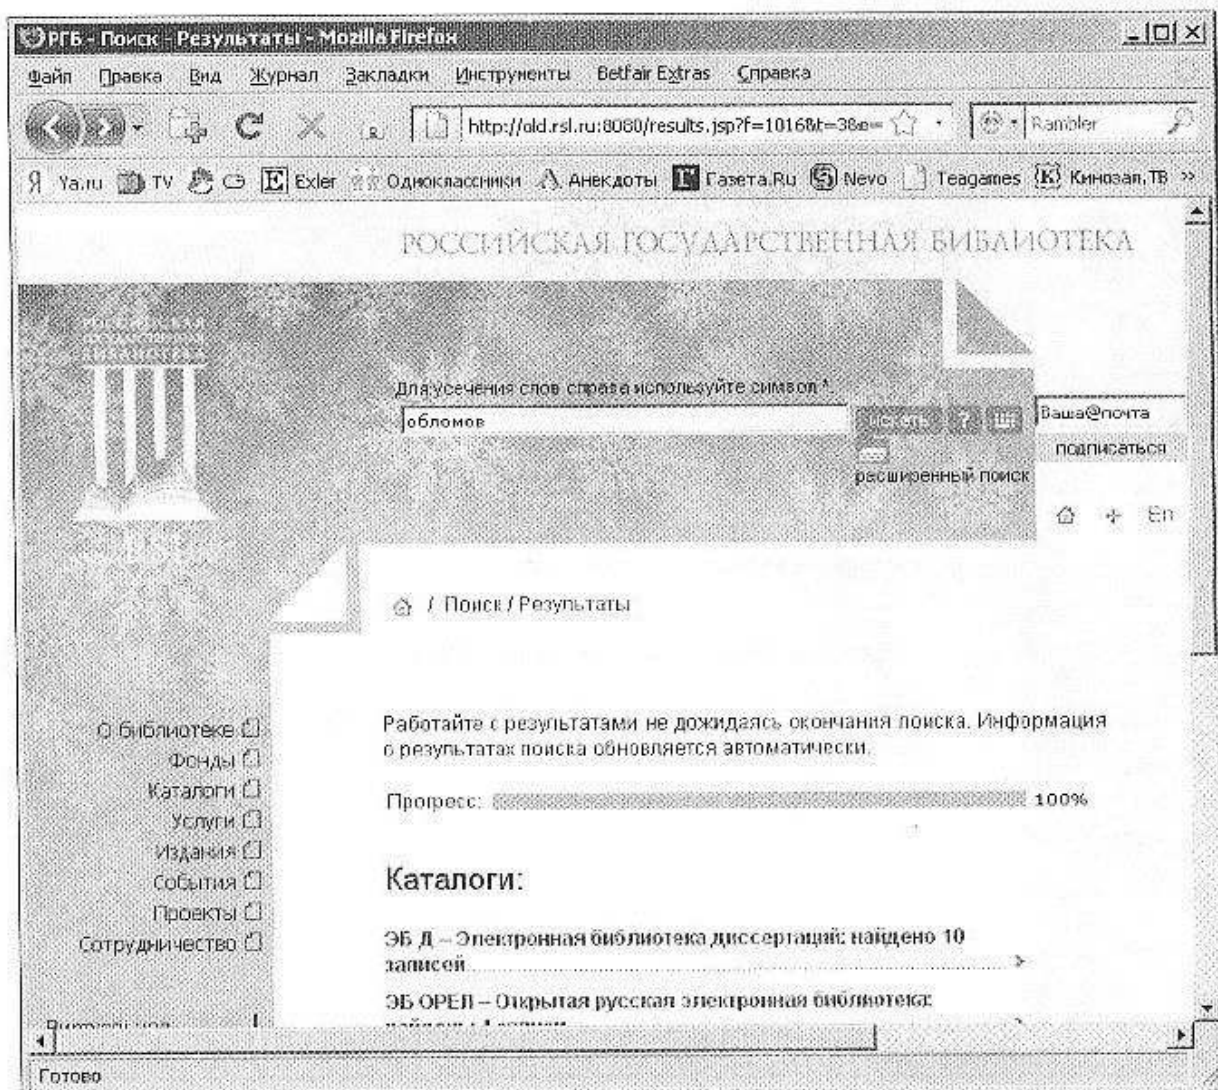 РГБ - Поиск - Результаты - Mozilla Firefox
Файл Правка Вид Журнал Закладки Инструменты Betfair Extras Справка
http://old.rsl.ru:8080/results.jsp?f=1016&t=3&e= Rambler
Ya.ru TV Exler Одноклассники Анекдоты Газета.Ru Nevo Teagames Кинозал.ТВ »
РОССИЙСКАЯ ГОСУДАРСТВЕННАЯ БИБЛИОТЕКА
РОССИЙСКАЯ
ГОСУДАРСТВЕННАЯ
БИБЛИОТЕКА
Для усечения слов справа используйте символ *.
обломов
искать ?
Ваша@почта
подписаться
расширенный поиск
En
/ Поиск / Результаты
Работайте с результатами не дожидаясь окончания поиска. Информация
о результатах поиска обновляется автоматически.
Прогресс: 100%
О библиотеке
Фонды
Каталоги
Услуги
Издания
События
Проекты
Сотрудничество
Каталоги:
ЭБ Д – Электронная библиотека диссертаций: найдено 10
записей
ЭБ ОРЕЛ – Открытая русская электронная библиотека:
Готово